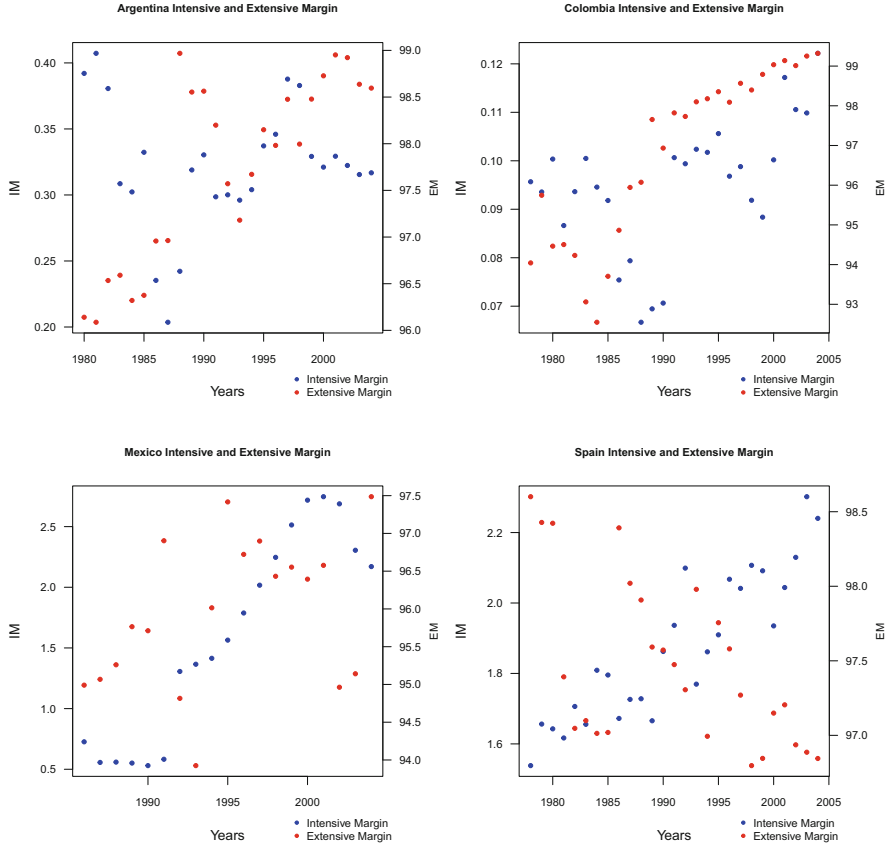 Argentina Intensive and Extensive Margin
0.40
0.35
0.30
0.25
0.20
IM
99.0
98.5
98.0
97.5
97.0
96.5
96.0
EM
1980 1985 1990 1995 2000
Years
Intensive Margin
Extensive Margin
Colombia Intensive and Extensive Margin
0.12
0.11
0.10
0.09
0.08
0.07
IM
99
98
97
96
95
94
93
EM
1980 1985 1990 1995 2000 2005
Years
Intensive Margin
Extensive Margin
Mexico Intensive and Extensive Margin
2.5
2.0
1.5
1.0
0.5
IM
97.5
97.0
96.5
96.0
95.5
95.0
94.5
94.0
EM
1990 1995 2000
Years
Intensive Margin
Extensive Margin
Spain Intensive and Extensive Margin
2.2
2.0
1.8
1.6
IM
98.5
98.0
97.5
97.0
EM
1980 1985 1990 1995 2000 2005
Years
Intensive Margin
Extensive Margin